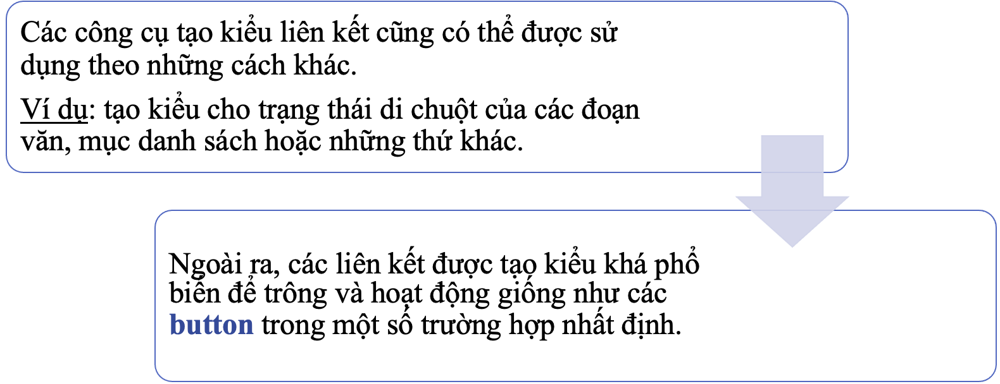 Các công cụ tạo kiểu liên kết cũng có thể được sử
dụng theo những cách khác.
Ví dụ: tạo kiểu cho trạng thái di chuột của các đoạn
văn, mục danh sách hoặc những thứ khác.
Ngoài ra, các liên kết được tạo kiểu khá phổ
biến để trông và hoạt động giống như các
button trong một số trường hợp nhất định.